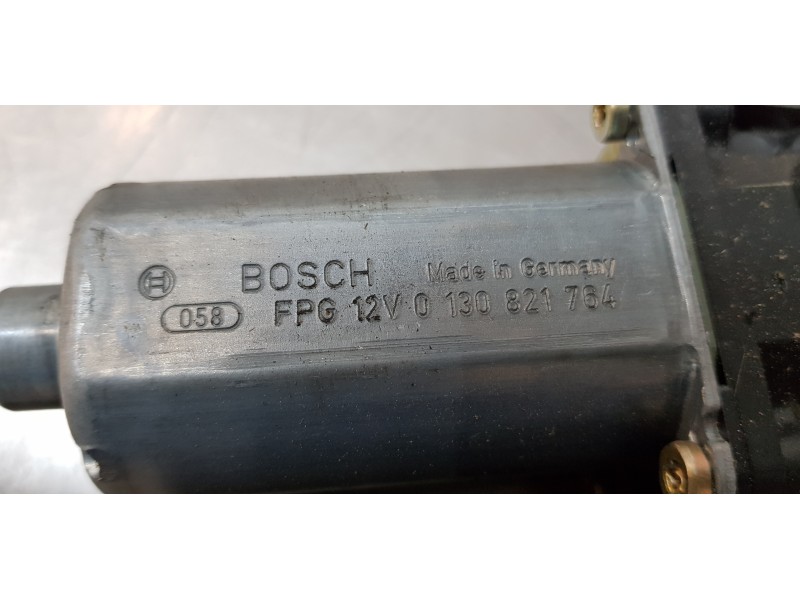 BOSCH Made in Germany
058 FPG 12V 0 130 821 764